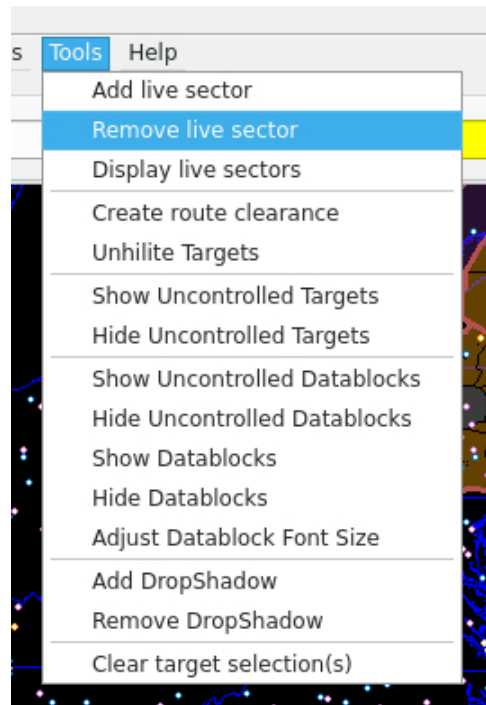 s Tools Help
Add live sector
Remove live sector
Display live sectors
Create route clearance
Unhilite Targets
Show Uncontrolled Targets
Hide Uncontrolled Targets
Show Uncontrolled Datablocks
Hide Uncontrolled Datablocks
Show Datablocks
Hide Datablocks
Adjust Datablock Font Size
Add DropShadow
Remove DropShadow
Clear target selection(s)